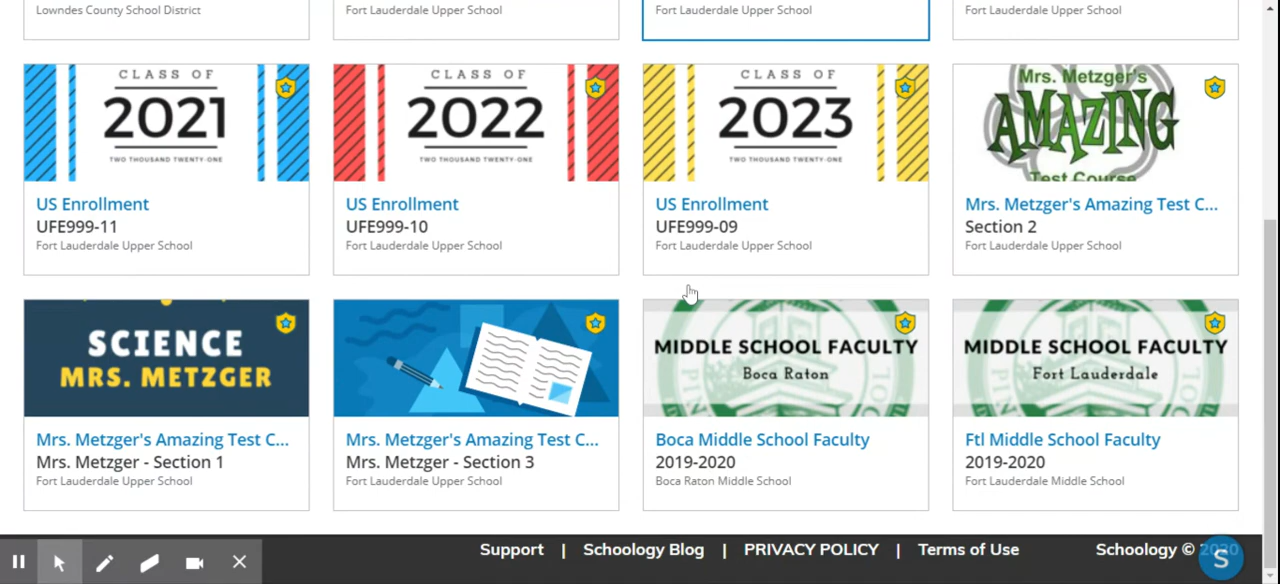 Lowndes County School District
Fort Lauderdale Upper School
Fort Lauderdale Upper School
Fort Lauderdale Upper School
CLASS OF
2021
TWO THOUSAND TWENTY-ONE
US Enrollment
UFE999-11
Fort Lauderdale Upper School
CLASS OF
2022
TWO THOUSAND TWENTY-ONE
US Enrollment
UFE999-10
Fort Lauderdale Upper School
CLASS OF
2023
TWO THOUSAND TWENTY-ONE
US Enrollment
UFE999-09
Fort Lauderdale Upper School
Mrs. Metzger's
AMAZING
Test Course
Mrs. Metzger's Amazing Test C...
Section 2
Fort Lauderdale Upper School
SCIENCE
MRS. METZGER
Mrs. Metzger's Amazing Test C...
Mrs. Metzger - Section 1
Fort Lauderdale Upper School
Mrs. Metzger's Amazing Test C...
Mrs. Metzger - Section 3
Fort Lauderdale Upper School
MIDDLE SCHOOL FACULTY
Boca Raton
Boca Middle School Faculty
2019-2020
Boca Raton Middle School
MIDDLE SCHOOL FACULTY
Fort Lauderdale
Ftl Middle School Faculty
2019-2020
Fort Lauderdale Middle School
Support | Schoology Blog | PRIVACY POLICY | Terms of Use
Schoology © 2020
S